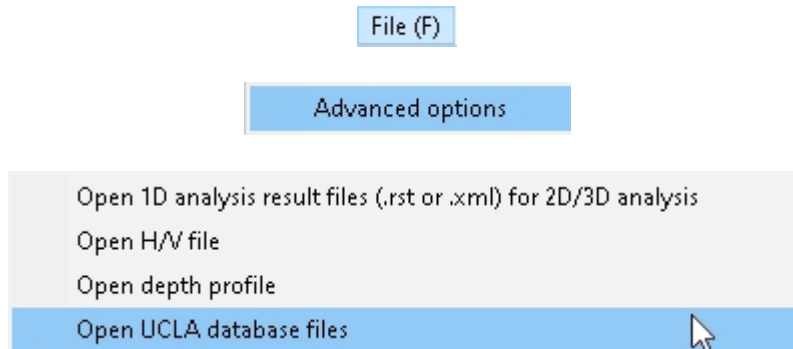 File (F)
Advanced options
Open 1D analysis result files (.rst or .xml) for 2D/3D analysis
Open H/V file
Open depth profile
Open UCLA database files